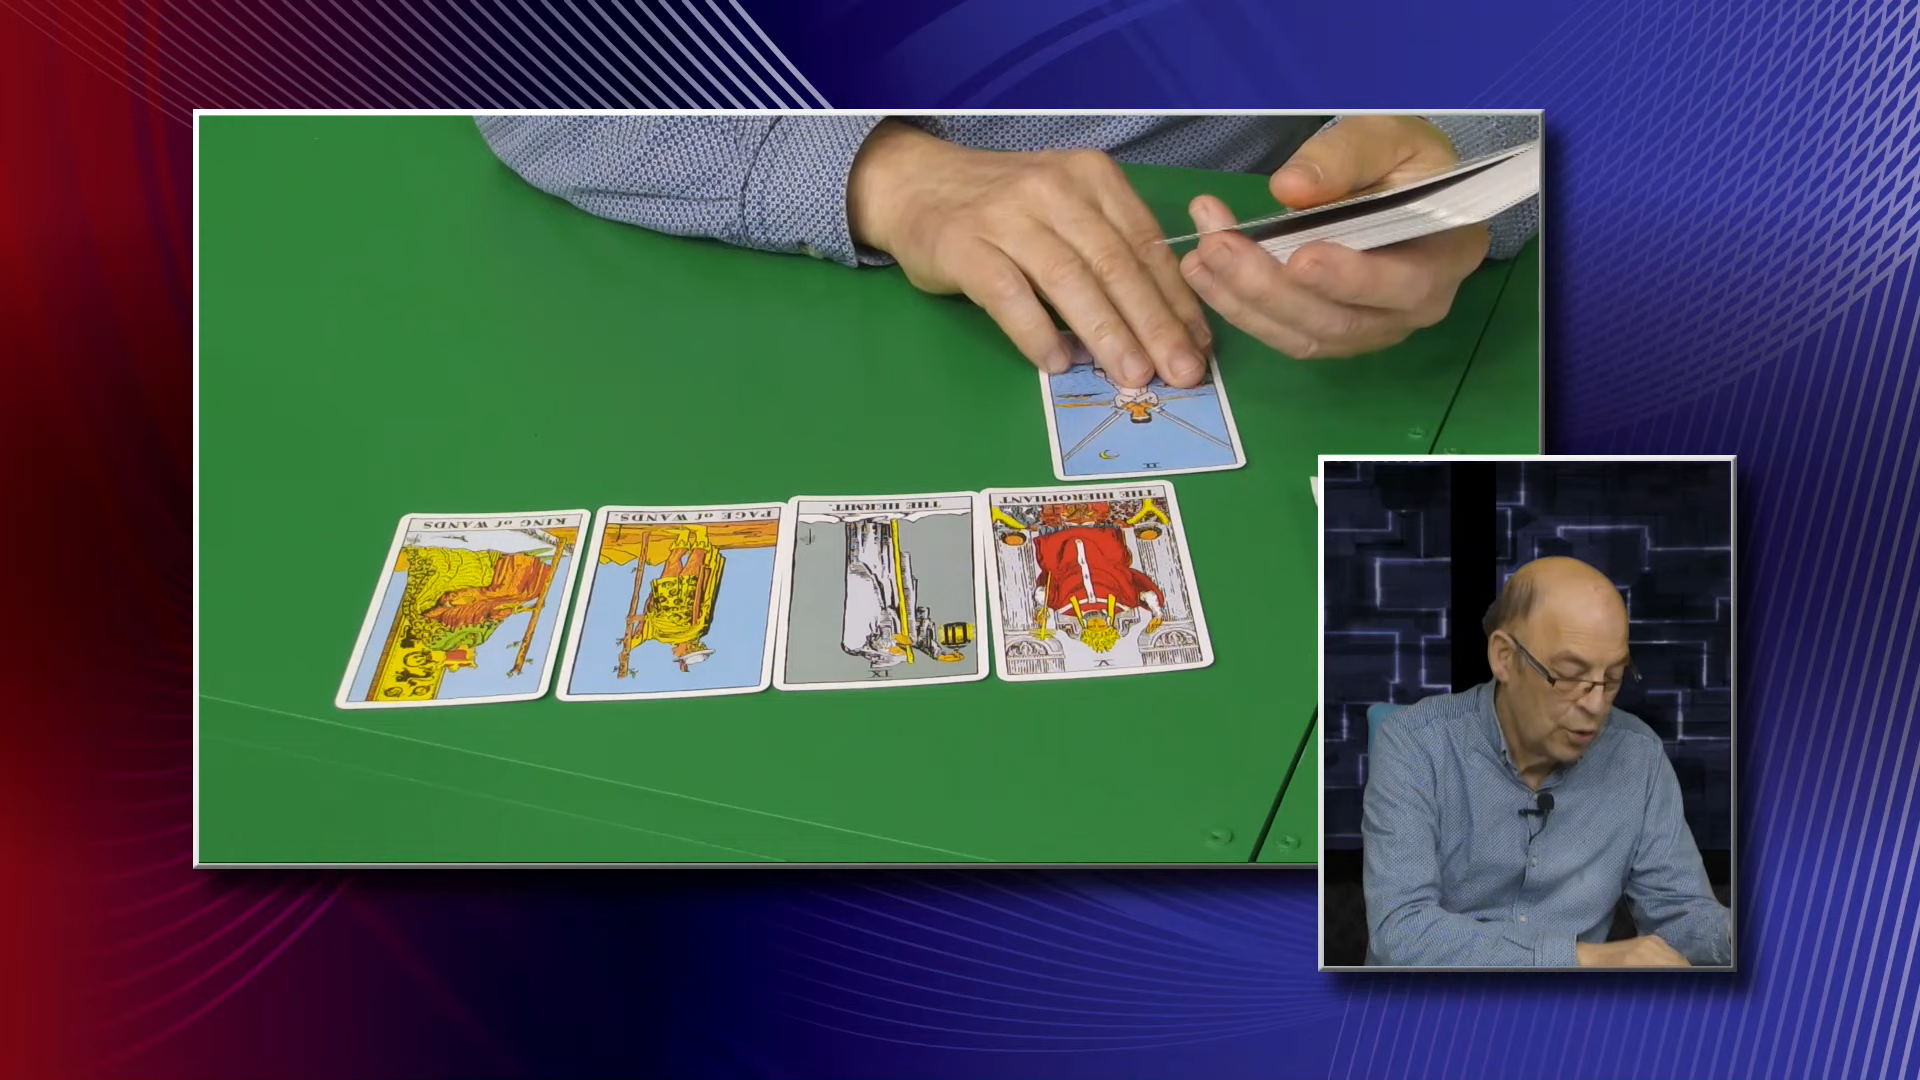 II
KING of WANDS
PAGE of WANDS.
THE HERMIT.
THE HIEROPHANT
IX
V